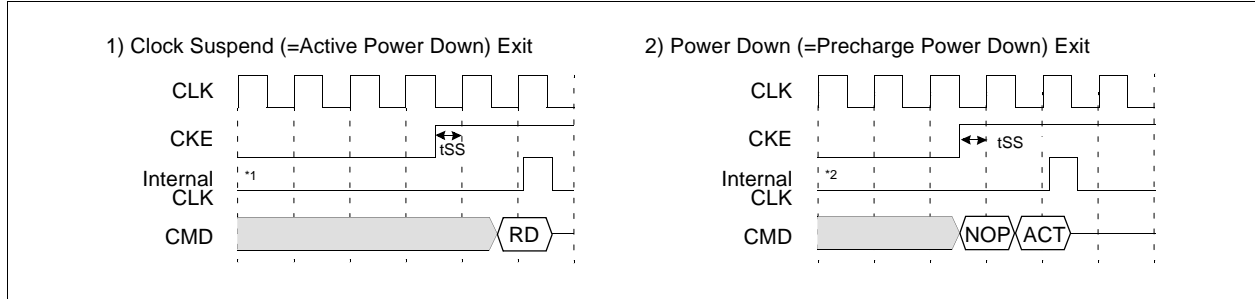 1) Clock Suspend (=Active Power Down) Exit
CLK
CKE
tSS
Internal
CLK
*1
CMD
RD
2) Power Down (=Precharge Power Down) Exit
CLK
CKE
tSS
Internal
CLK
*2
CMD
NOP
ACT